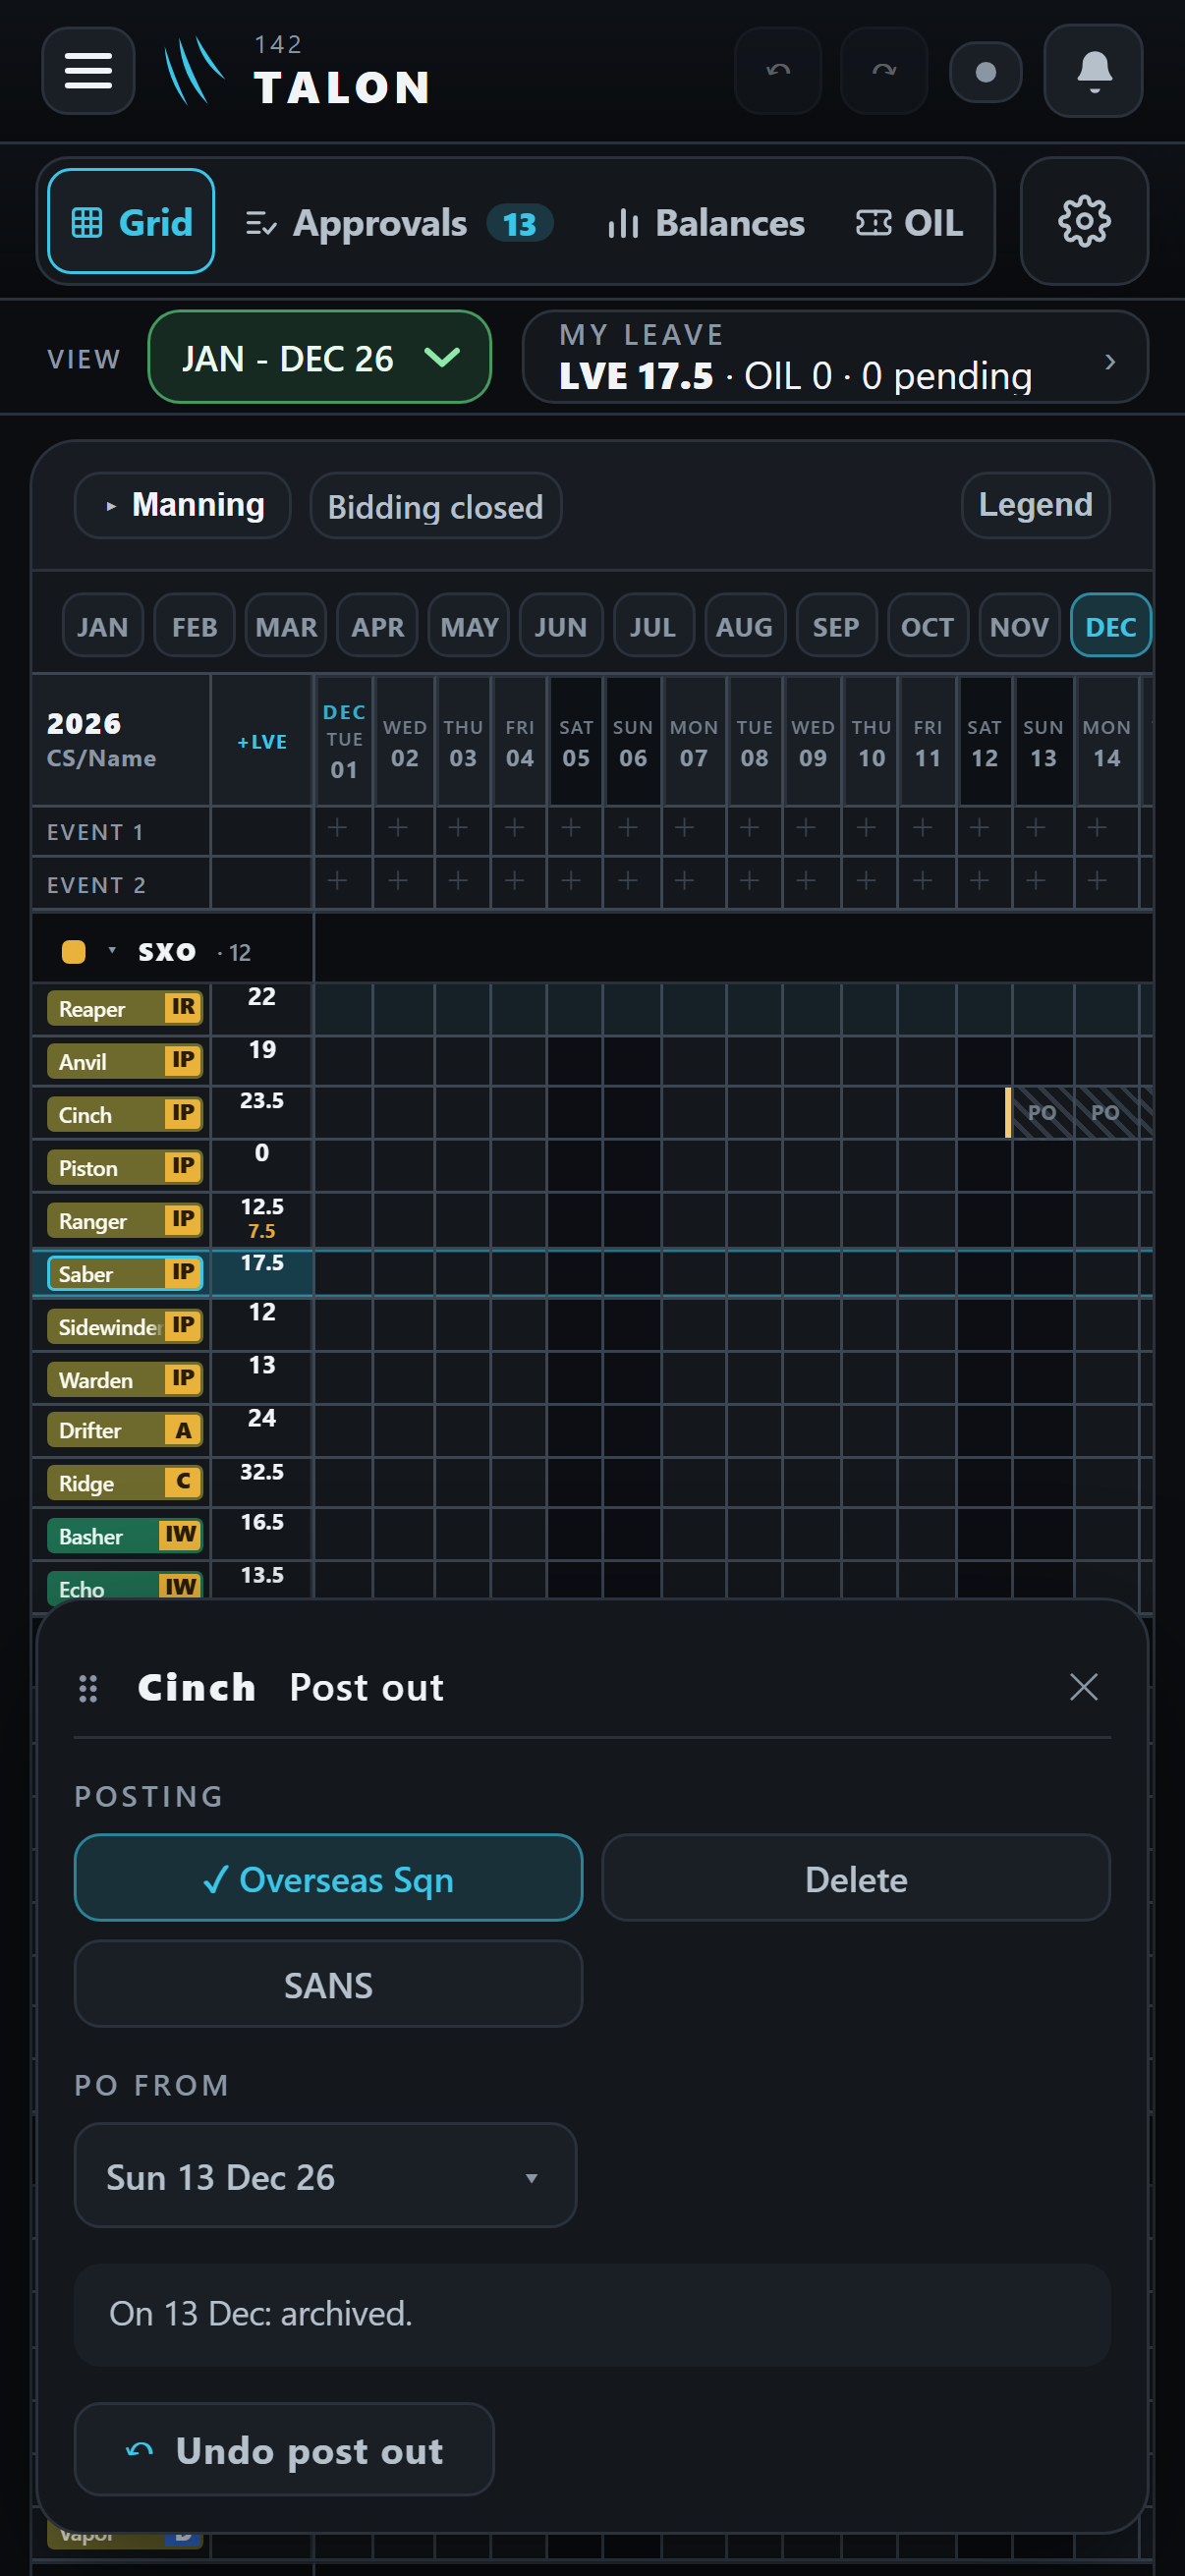 142
TALON
Grid
Approvals 13
Balances
OIL
VIEW
JAN - DEC 26
MY LEAVE
LVE 17.5 · OIL 0 · 0 pending
Manning
Bidding closed
Legend
JAN FEB MAR APR MAY JUN JUL AUG SEP OCT NOV DEC
2026
CS/Name
+LVE
DEC
TUE WED THU FRI SAT SUN MON TUE WED THU FRI SAT SUN MON
01 02 03 04 05 06 07 08 09 10 11 12 13 14
EVENT 1
EVENT 2
SXO · 12
Reaper IR 22
Anvil IP 19
Cinch IP 23.5 PO PO
Piston IP 0
Ranger IP 12.5
7.5
Saber IP 17.5
Sidewinder IP 12
Warden IP 13
Drifter A 24
Ridge C 32.5
Basher IW 16.5
Echo IW 13.5
Cinch Post out
POSTING
✓ Overseas Sqn
Delete
SANS
PO FROM
Sun 13 Dec 26
On 13 Dec: archived.
Undo post out